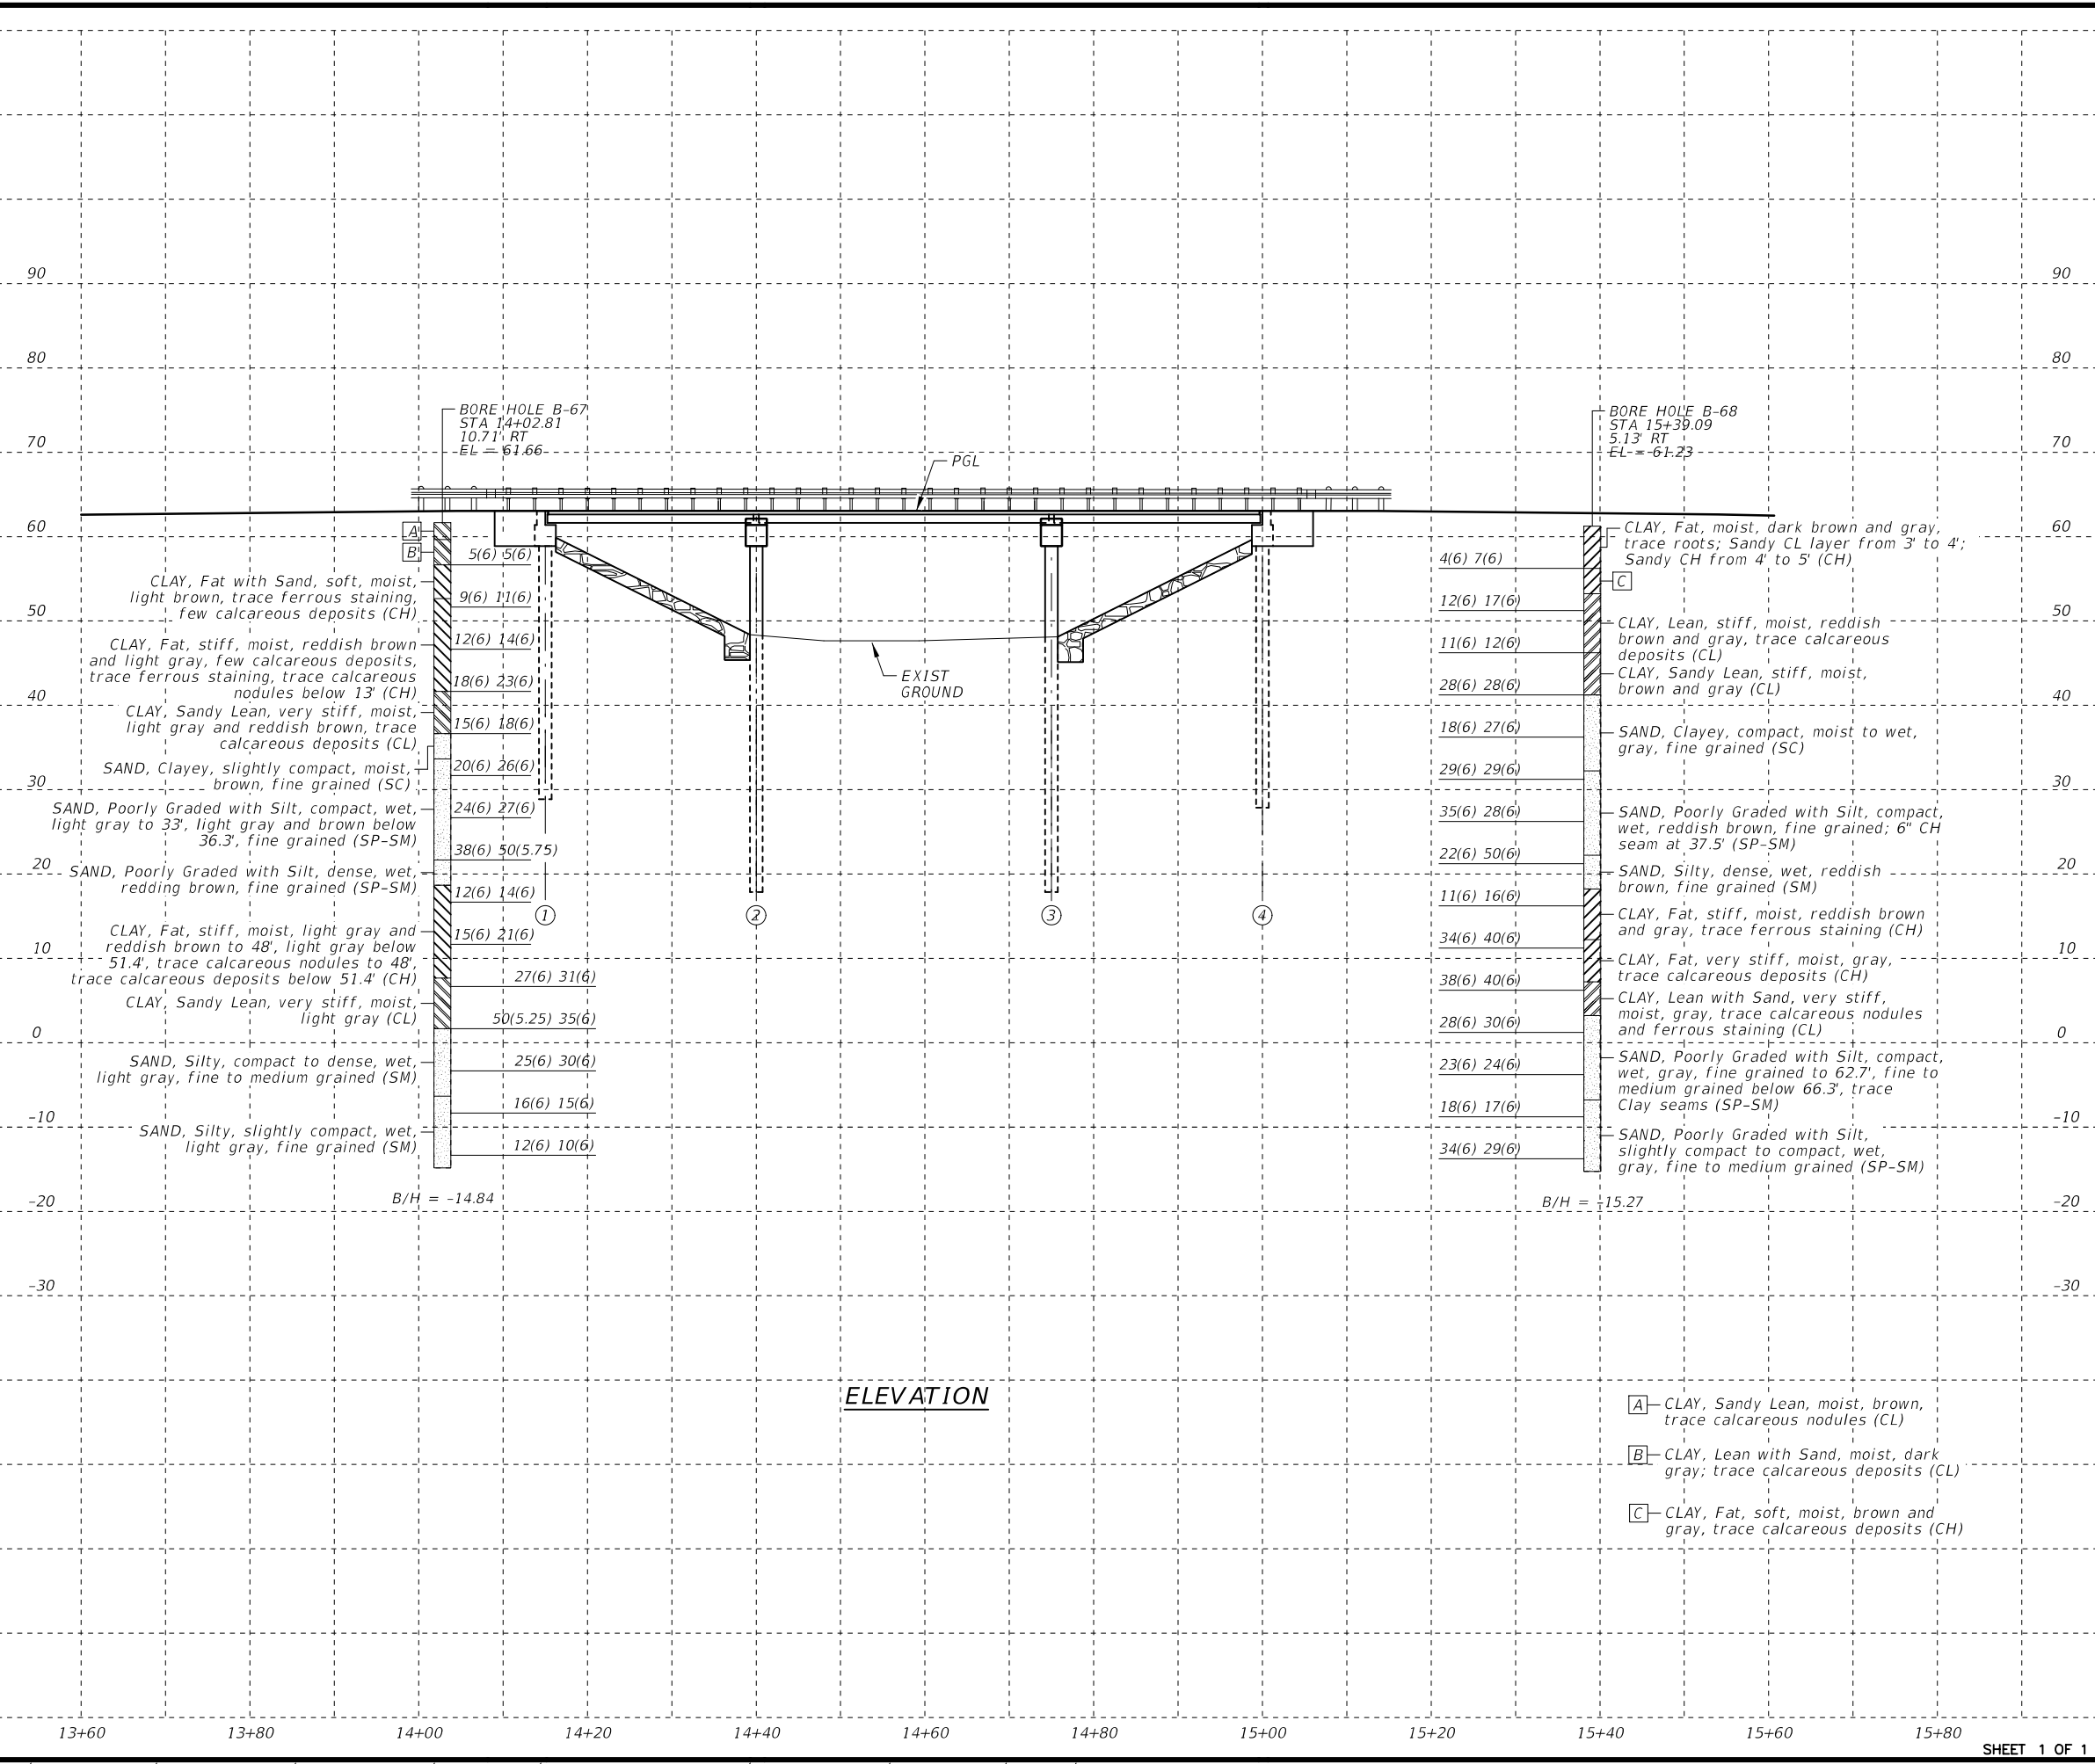 90
90
80
80
70
70
60
60
50
50
40
40
30
30
20
20
10
10
0
0
-10
-10
-20
-20
-30
-30
BORE HOLE B-67
STA 14+02.81
10.71' RT
EL = 61.66
A
B
CLAY, Fat with Sand, soft, moist,
light brown, trace ferrous staining,
few calcareous deposits (CH)
CLAY, Fat, stiff, moist, reddish brown
and light gray, few calcareous deposits,
trace ferrous staining, trace calcareous
nodules below 13' (CH)
CLAY, Sandy Lean, very stiff, moist,
light gray and reddish brown, trace
calcareous deposits (CL)
SAND, Clayey, slightly compact, moist,
brown, fine grained (SC)
SAND, Poorly Graded with Silt, compact, wet,
light gray to 33', light gray and brown below
36.3', fine grained (SP-SM)
SAND, Poorly Graded with Silt, dense, wet,
redding brown, fine grained (SP-SM)
CLAY, Fat, stiff, moist, light gray and
reddish brown to 48', light gray below
51.4', trace calcareous nodules to 48',
trace calcareous deposits below 51.4' (CH)
CLAY, Sandy Lean, very stiff, moist,
light gray (CL)
SAND, Silty, compact to dense, wet,
light gray, fine to medium grained (SM)
SAND, Silty, slightly compact, wet,
light gray, fine grained (SM)
5(6) 5(6)
9(6) 11(6)
12(6) 14(6)
18(6) 23(6)
15(6) 18(6)
20(6) 26(6)
24(6) 27(6)
38(6) 50(5.75)
12(6) 14(6)
15(6) 21(6)
27(6) 31(6)
50(5.25) 35(6)
25(6) 30(6)
16(6) 15(6)
12(6) 10(6)
B/H = -14.84
PGL
EXIST
GROUND
1
2
3
4
BORE HOLE B-68
STA 15+39.09
5.13' RT
EL = 61.23
4(6) 7(6)
12(6) 17(6)
11(6) 12(6)
28(6) 28(6)
18(6) 27(6)
29(6) 29(6)
35(6) 28(6)
22(6) 50(6)
11(6) 16(6)
34(6) 40(6)
38(6) 40(6)
28(6) 30(6)
23(6) 24(6)
18(6) 17(6)
34(6) 29(6)
CLAY, Fat, moist, dark brown and gray,
trace roots; Sandy CL layer from 3' to 4';
Sandy CH from 4' to 5' (CH)
C
CLAY, Lean, stiff, moist, reddish
brown and gray, trace calcareous
deposits (CL)
CLAY, Sandy Lean, stiff, moist,
brown and gray (CL)
SAND, Clayey, compact, moist to wet,
gray, fine grained (SC)
SAND, Poorly Graded with Silt, compact,
wet, reddish brown, fine grained; 6" CH
seam at 37.5' (SP-SM)
SAND, Silty, dense, wet, reddish
brown, fine grained (SM)
CLAY, Fat, stiff, moist, reddish brown
and gray, trace ferrous staining (CH)
CLAY, Fat, very stiff, moist, gray,
trace calcareous deposits (CH)
CLAY, Lean with Sand, very stiff,
moist, gray, trace calcareous nodules
and ferrous staining (CL)
SAND, Poorly Graded with Silt, compact,
wet, gray, fine grained to 62.7', fine to
medium grained below 66.3', trace
Clay seams (SP-SM)
SAND, Poorly Graded with Silt,
slightly compact to compact, wet,
gray, fine to medium grained (SP-SM)
B/H = -15.27
ELEVATION
A CLAY, Sandy Lean, moist, brown,
trace calcareous nodules (CL)
B CLAY, Lean with Sand, moist, dark
gray; trace calcareous deposits (CL)
C CLAY, Fat, soft, moist, brown and
gray, trace calcareous deposits (CH)
13+60 13+80 14+00 14+20 14+40 14+60 14+80 15+00 15+20 15+40 15+60 15+80
SHEET 1 OF 1